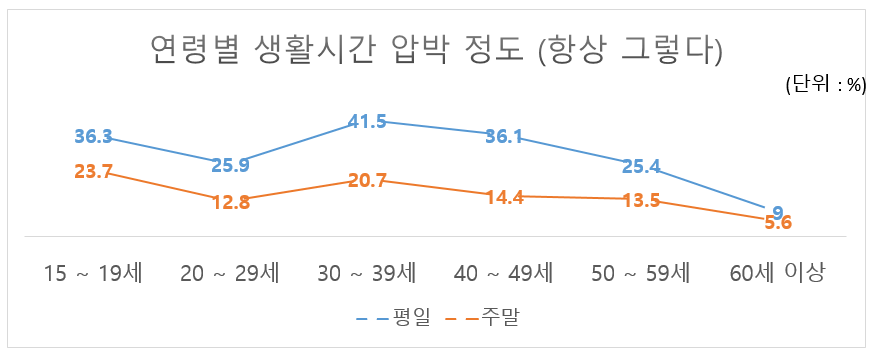 연령별 생활시간 압박 정도 (항상 그렇다)
(단위 : %)
36.3 25.9 41.5 36.1 25.4 9
23.7 12.8 20.7 14.4 13.5 5.6
15 ~ 19세 20 ~ 29세 30 ~ 39세 40 ~ 49세 50 ~ 59세 60세 이상
평일 주말